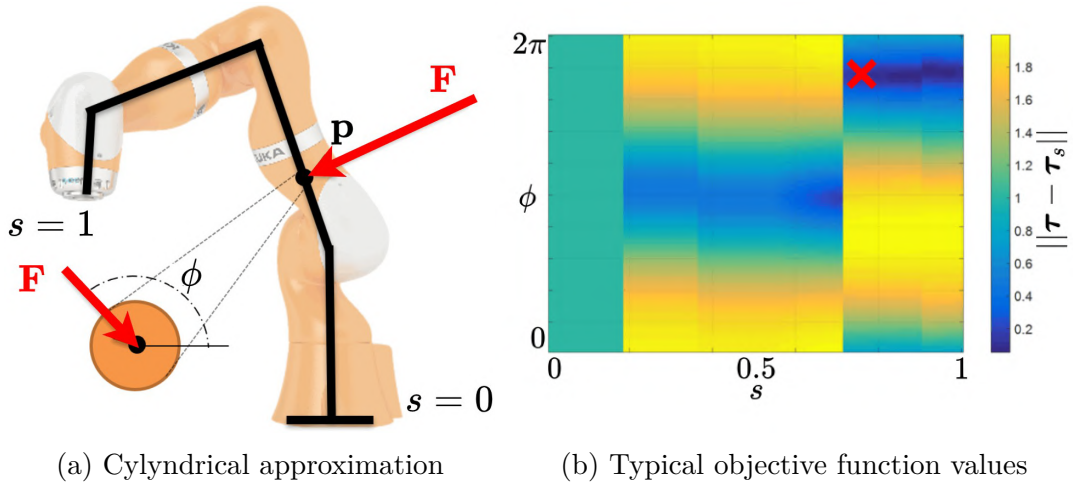 F
p
KUKA
s = 1
F
ϕ
s = 0
2π
ϕ
0
0
0.5
1
s
1.8
1.6
1.4
1.2
1
0.8
0.6
0.4
0.2
||τ − τs||
(a) Cylyndrical approximation
(b) Typical objective function values